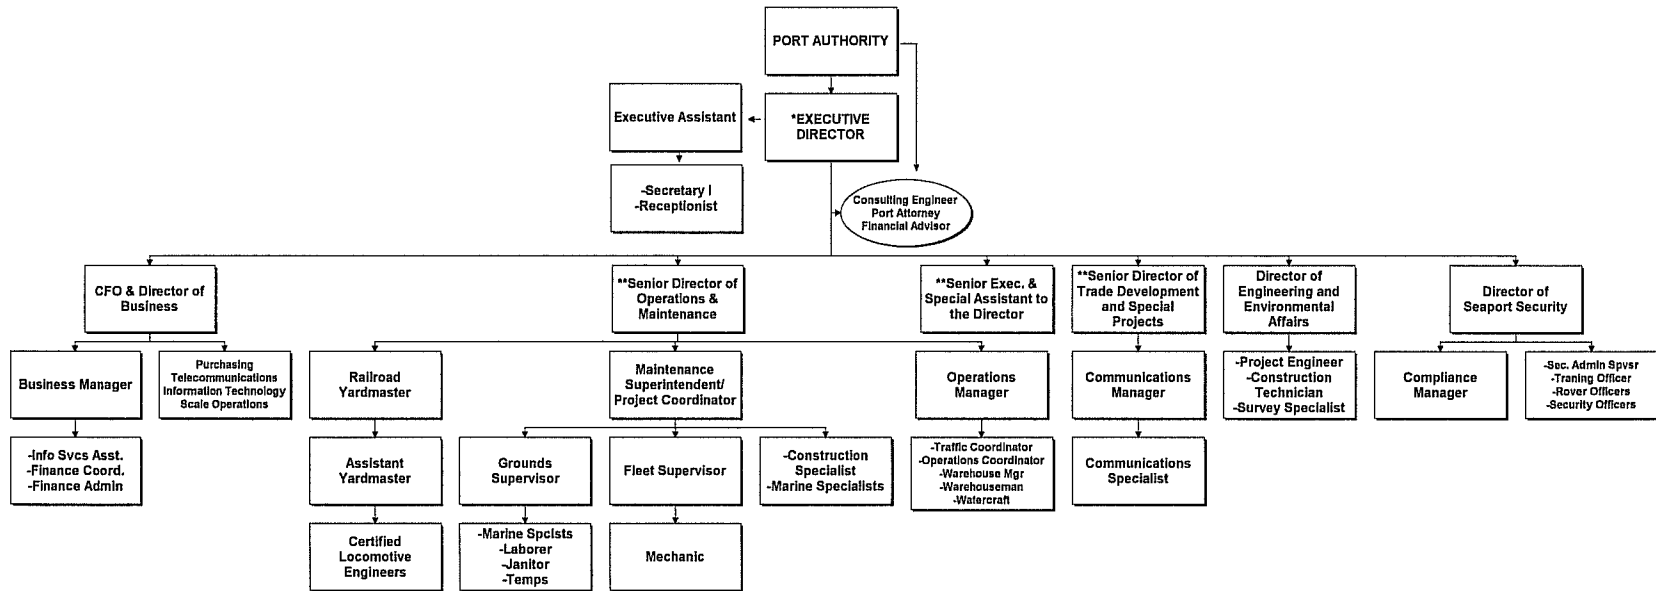 PORT AUTHORITY
Executive Assistant
*EXECUTIVE
DIRECTOR
-Secretary I
-Receptionist
Consulting Engineer
Port Attorney
Financial Advisor
CFO & Director of
Business
**Senior Director of
Operations &
Maintenance
**Senior Exec. &
Special Assistant to
the Director
**Senior Director of
Trade Development
and Special
Projects
Director of
Engineering and
Environmental
Affairs
Director of
Seaport Security
Business Manager
Purchasing
Telecommunications
Information Technology
Scale Operations
Railroad
Yardmaster
Maintenance
Superintendent/
Project Coordinator
Operations
Manager
Communications
Manager
-Project Engineer
-Construction
Technician
-Survey Specialist
Compliance
Manager
-Sec. Admin Spvsr
-Traning Officer
-Rover Officers
-Security Officers
-Info Svcs Asst.
-Finance Coord.
-Finance Admin
Assistant
Yardmaster
Grounds
Supervisor
Fleet Supervisor
-Construction
Specialist
-Marine Specialists
-Traffic Coordinator
-Operations Coordinator
-Warehouse Mgr
-Warehouseman
-Watercraft
Communications
Specialist
Certified
Locomotive
Engineers
-Marine Spclsts
-Laborer
-Janitor
-Temps
Mechanic